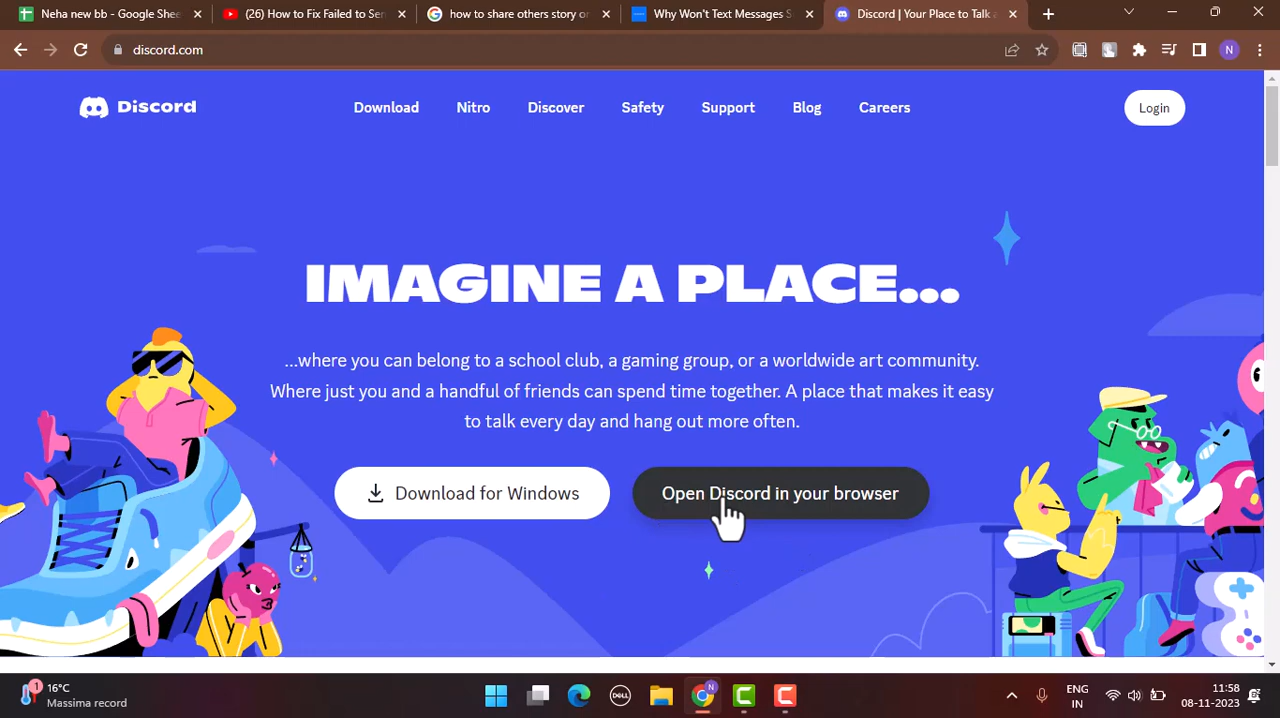 Neha new bb - Google Shee
(26) How to Fix Failed to Sen
how to share others story or
Why Won't Text Messages S
Discord | Your Place to Talk a
N
discord.com
Discord
Download
Nitro
Discover
Safety
Support
Blog
Careers
Login
IMAGINE A PLACE...
...where you can belong to a school club, a gaming group, or a worldwide art community.
Where just you and a handful of friends can spend time together. A place that makes it easy
to talk every day and hang out more often.
Download for Windows
Open Discord in your browser
1
16°C
Massima record
DELL
N
C
C
ENG
IN
11:58
08-11-2023